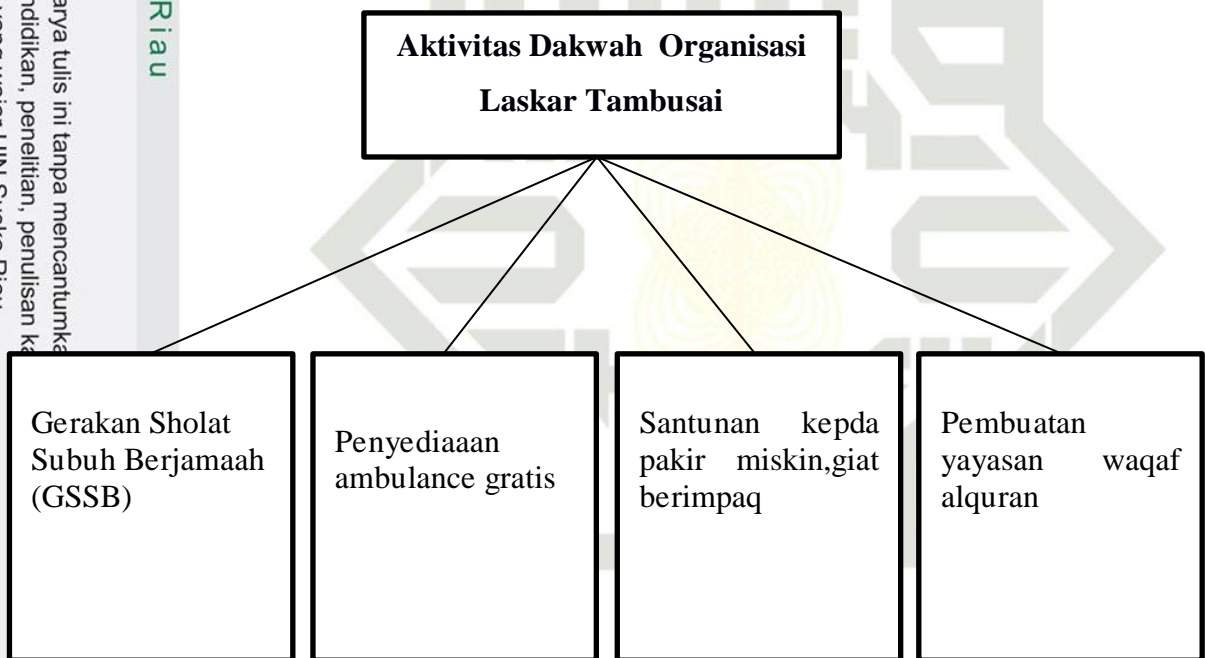 Riau
arya tulis ini tanpa mencantumka
ndidikan, penelitian, penulisan ka
Aktivitas Dakwah Organisasi
Laskar Tambusai
Gerakan Sholat
Subuh Berjamaah
(GSSB)
Penyediaaan
ambulance gratis
Santunan kepda
pakir miskin,giat
berimpaq
Pembuatan
yayasan waqaf
alquran